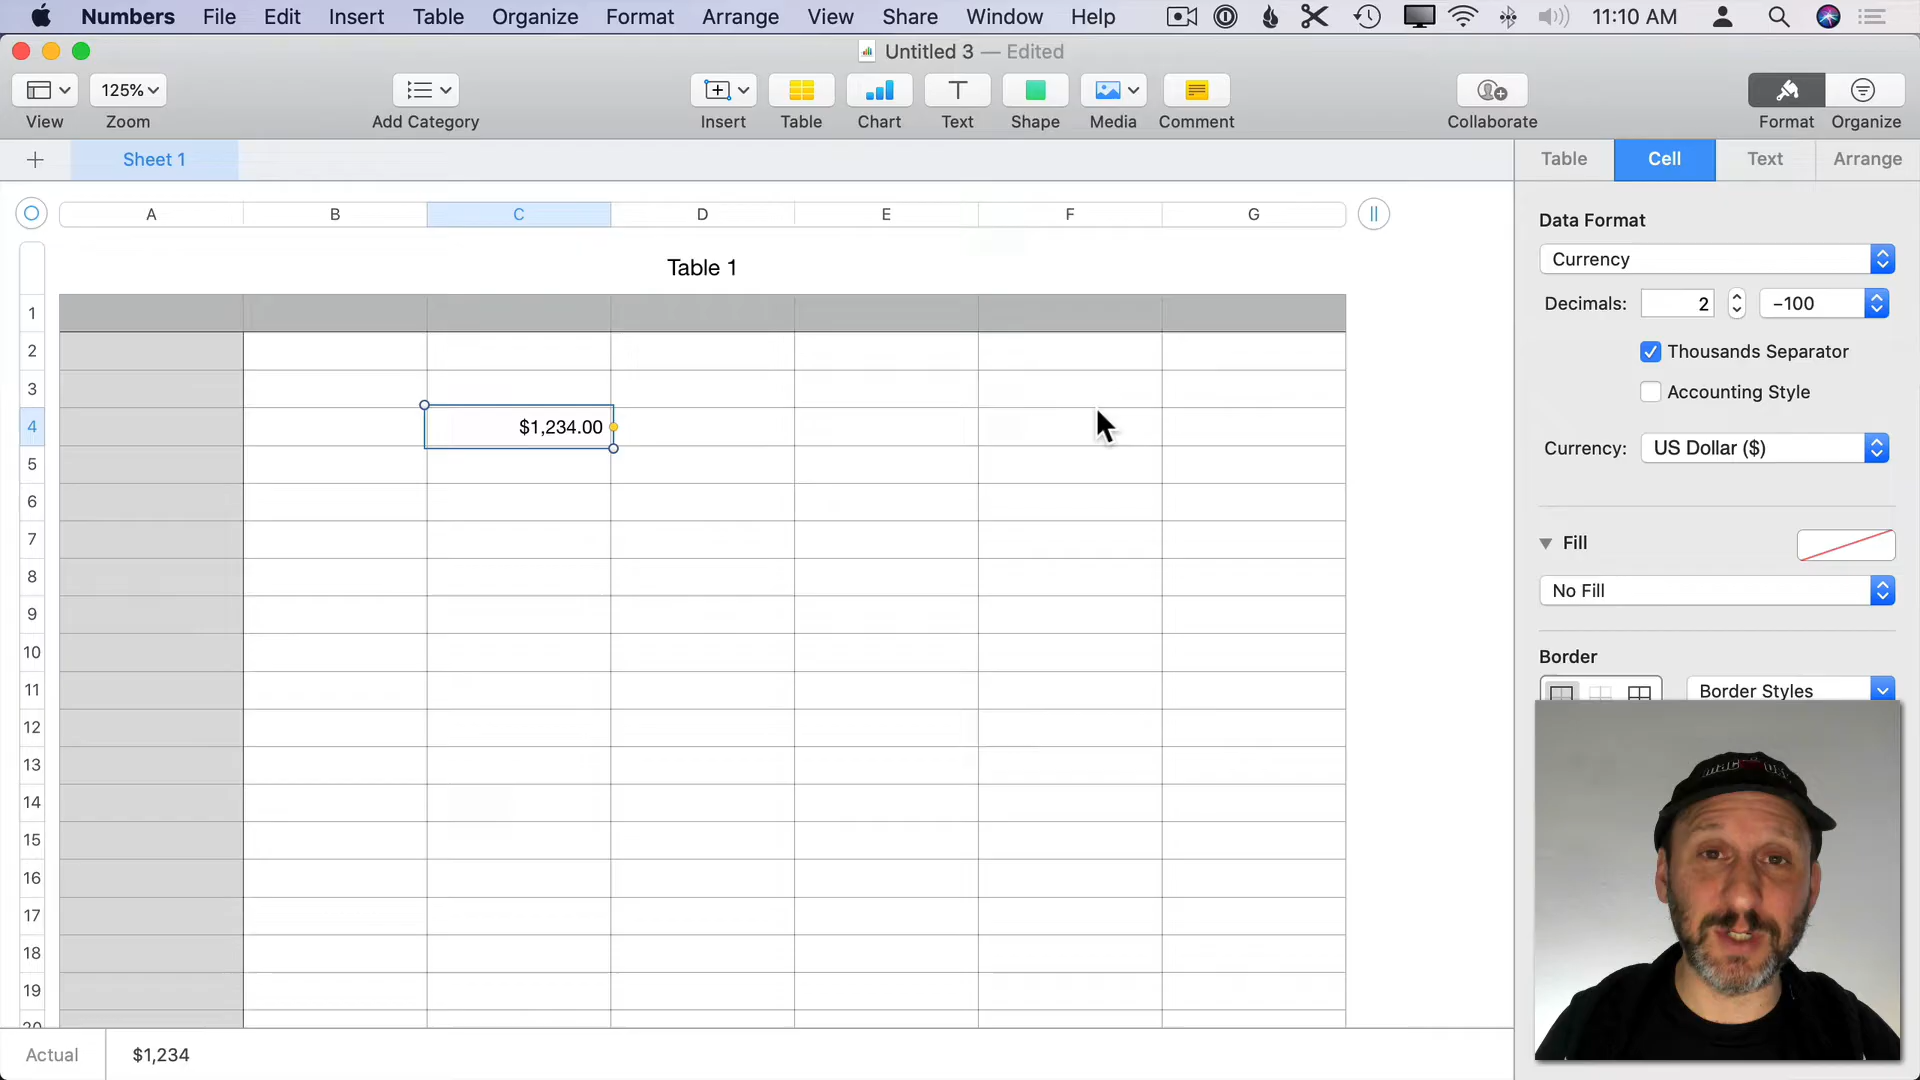 Numbers File Edit Insert Table Organize Format Arrange View Share Window Help 11:10 AM
Untitled 3 — Edited
125%
View Zoom Add Category Insert Table Chart Text Shape Media Comment Collaborate Format Organize
Sheet 1
Table Cell Text Arrange
A B C D E F G
Table 1
1
2
3
4 $1,234.00
5
6
7
8
9
10
11
12
13
14
15
16
17
18
19
20
Actual $1,234
Data Format
Currency
Decimals: 2 −100
Thousands Separator
Accounting Style
Currency: US Dollar ($)
Fill
No Fill
Border
Border Styles